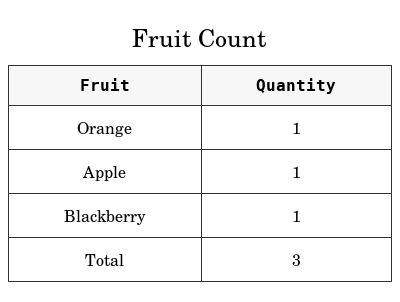 Fruit Count
Fruit Quantity
Orange 1
Apple 1
Blackberry 1
Total 3